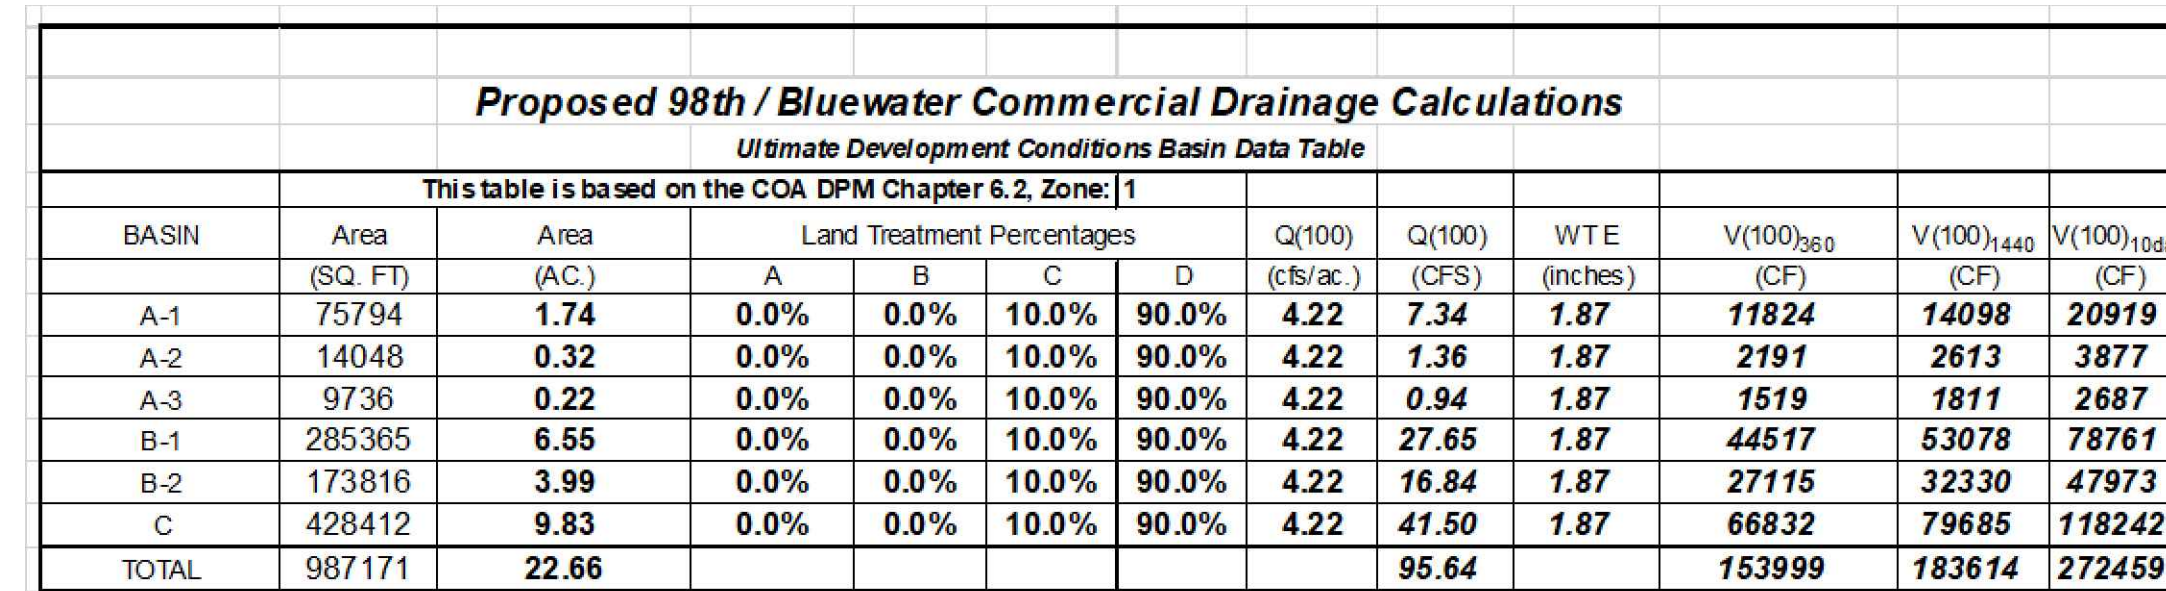 Proposed 98th / Bluewater Commercial Drainage Calculations
Ultimate Development Conditions Basin Data Table
This table is based on the COA DPM Chapter 6.2, Zone: 1
BASIN Area Area Land Treatment Percentages Q(100) Q(100) WTE V(100)360 V(100)1440 V(100)10da
(SQ. FT) (AC.) A B C D (cfs/ac.) (CFS) (inches) (CF) (CF) (CF)
A-1 75794 1.74 0.0% 0.0% 10.0% 90.0% 4.22 7.34 1.87 11824 14098 20919
A-2 14048 0.32 0.0% 0.0% 10.0% 90.0% 4.22 1.36 1.87 2191 2613 3877
A-3 9736 0.22 0.0% 0.0% 10.0% 90.0% 4.22 0.94 1.87 1519 1811 2687
B-1 285365 6.55 0.0% 0.0% 10.0% 90.0% 4.22 27.65 1.87 44517 53078 78761
B-2 173816 3.99 0.0% 0.0% 10.0% 90.0% 4.22 16.84 1.87 27115 32330 47973
C 428412 9.83 0.0% 0.0% 10.0% 90.0% 4.22 41.50 1.87 66832 79685 118242
TOTAL 987171 22.66 95.64 153999 183614 272459